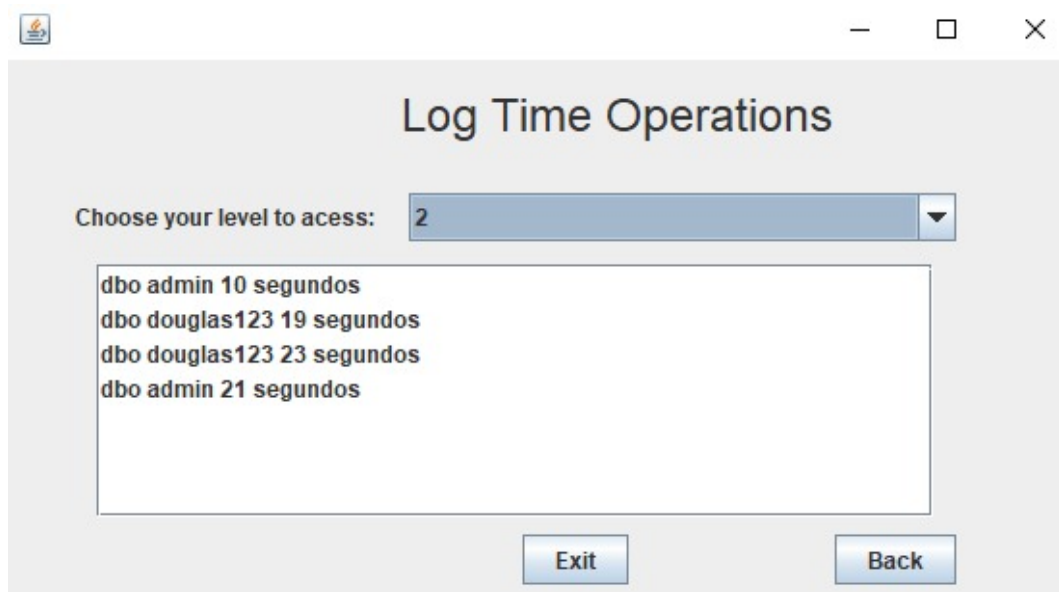 Log Time Operations
Choose your level to acess: 2
dbo admin 10 segundos
dbo douglas123 19 segundos
dbo douglas123 23 segundos
dbo admin 21 segundos
Exit Back